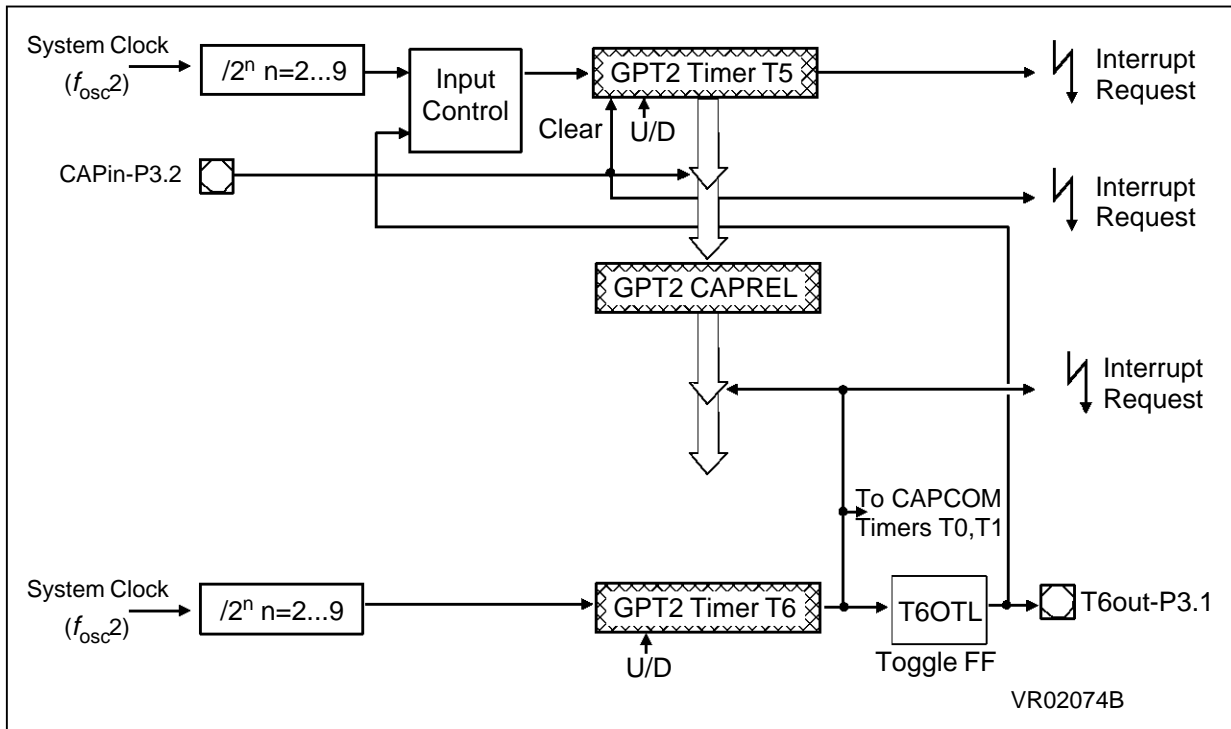 System Clock
(fosc2)
/2ⁿ n=2...9
Input
Control
GPT2 Timer T5
Interrupt
Request
Clear
U/D
CAPin-P3.2
Interrupt
Request
GPT2 CAPREL
Interrupt
Request
To CAPCOM
Timers T0,T1
System Clock
(fosc2)
/2ⁿ n=2...9
GPT2 Timer T6
T6OTL
T6out-P3.1
U/D
Toggle FF
VR02074B